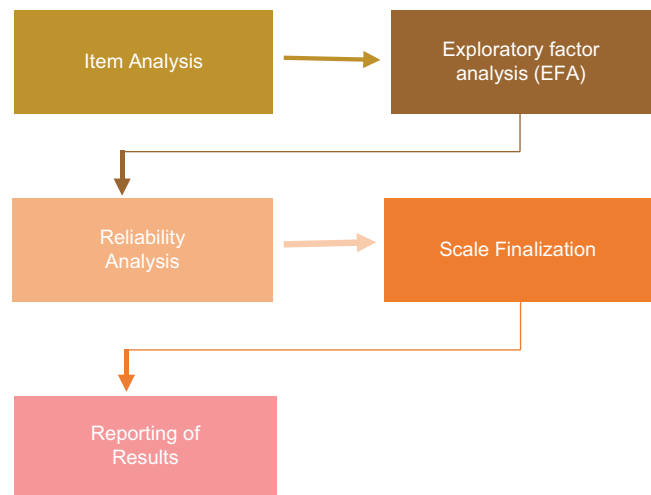 Item Analysis
Exploratory factor
analysis (EFA)
Reliability
Analysis
Scale Finalization
Reporting of
Results